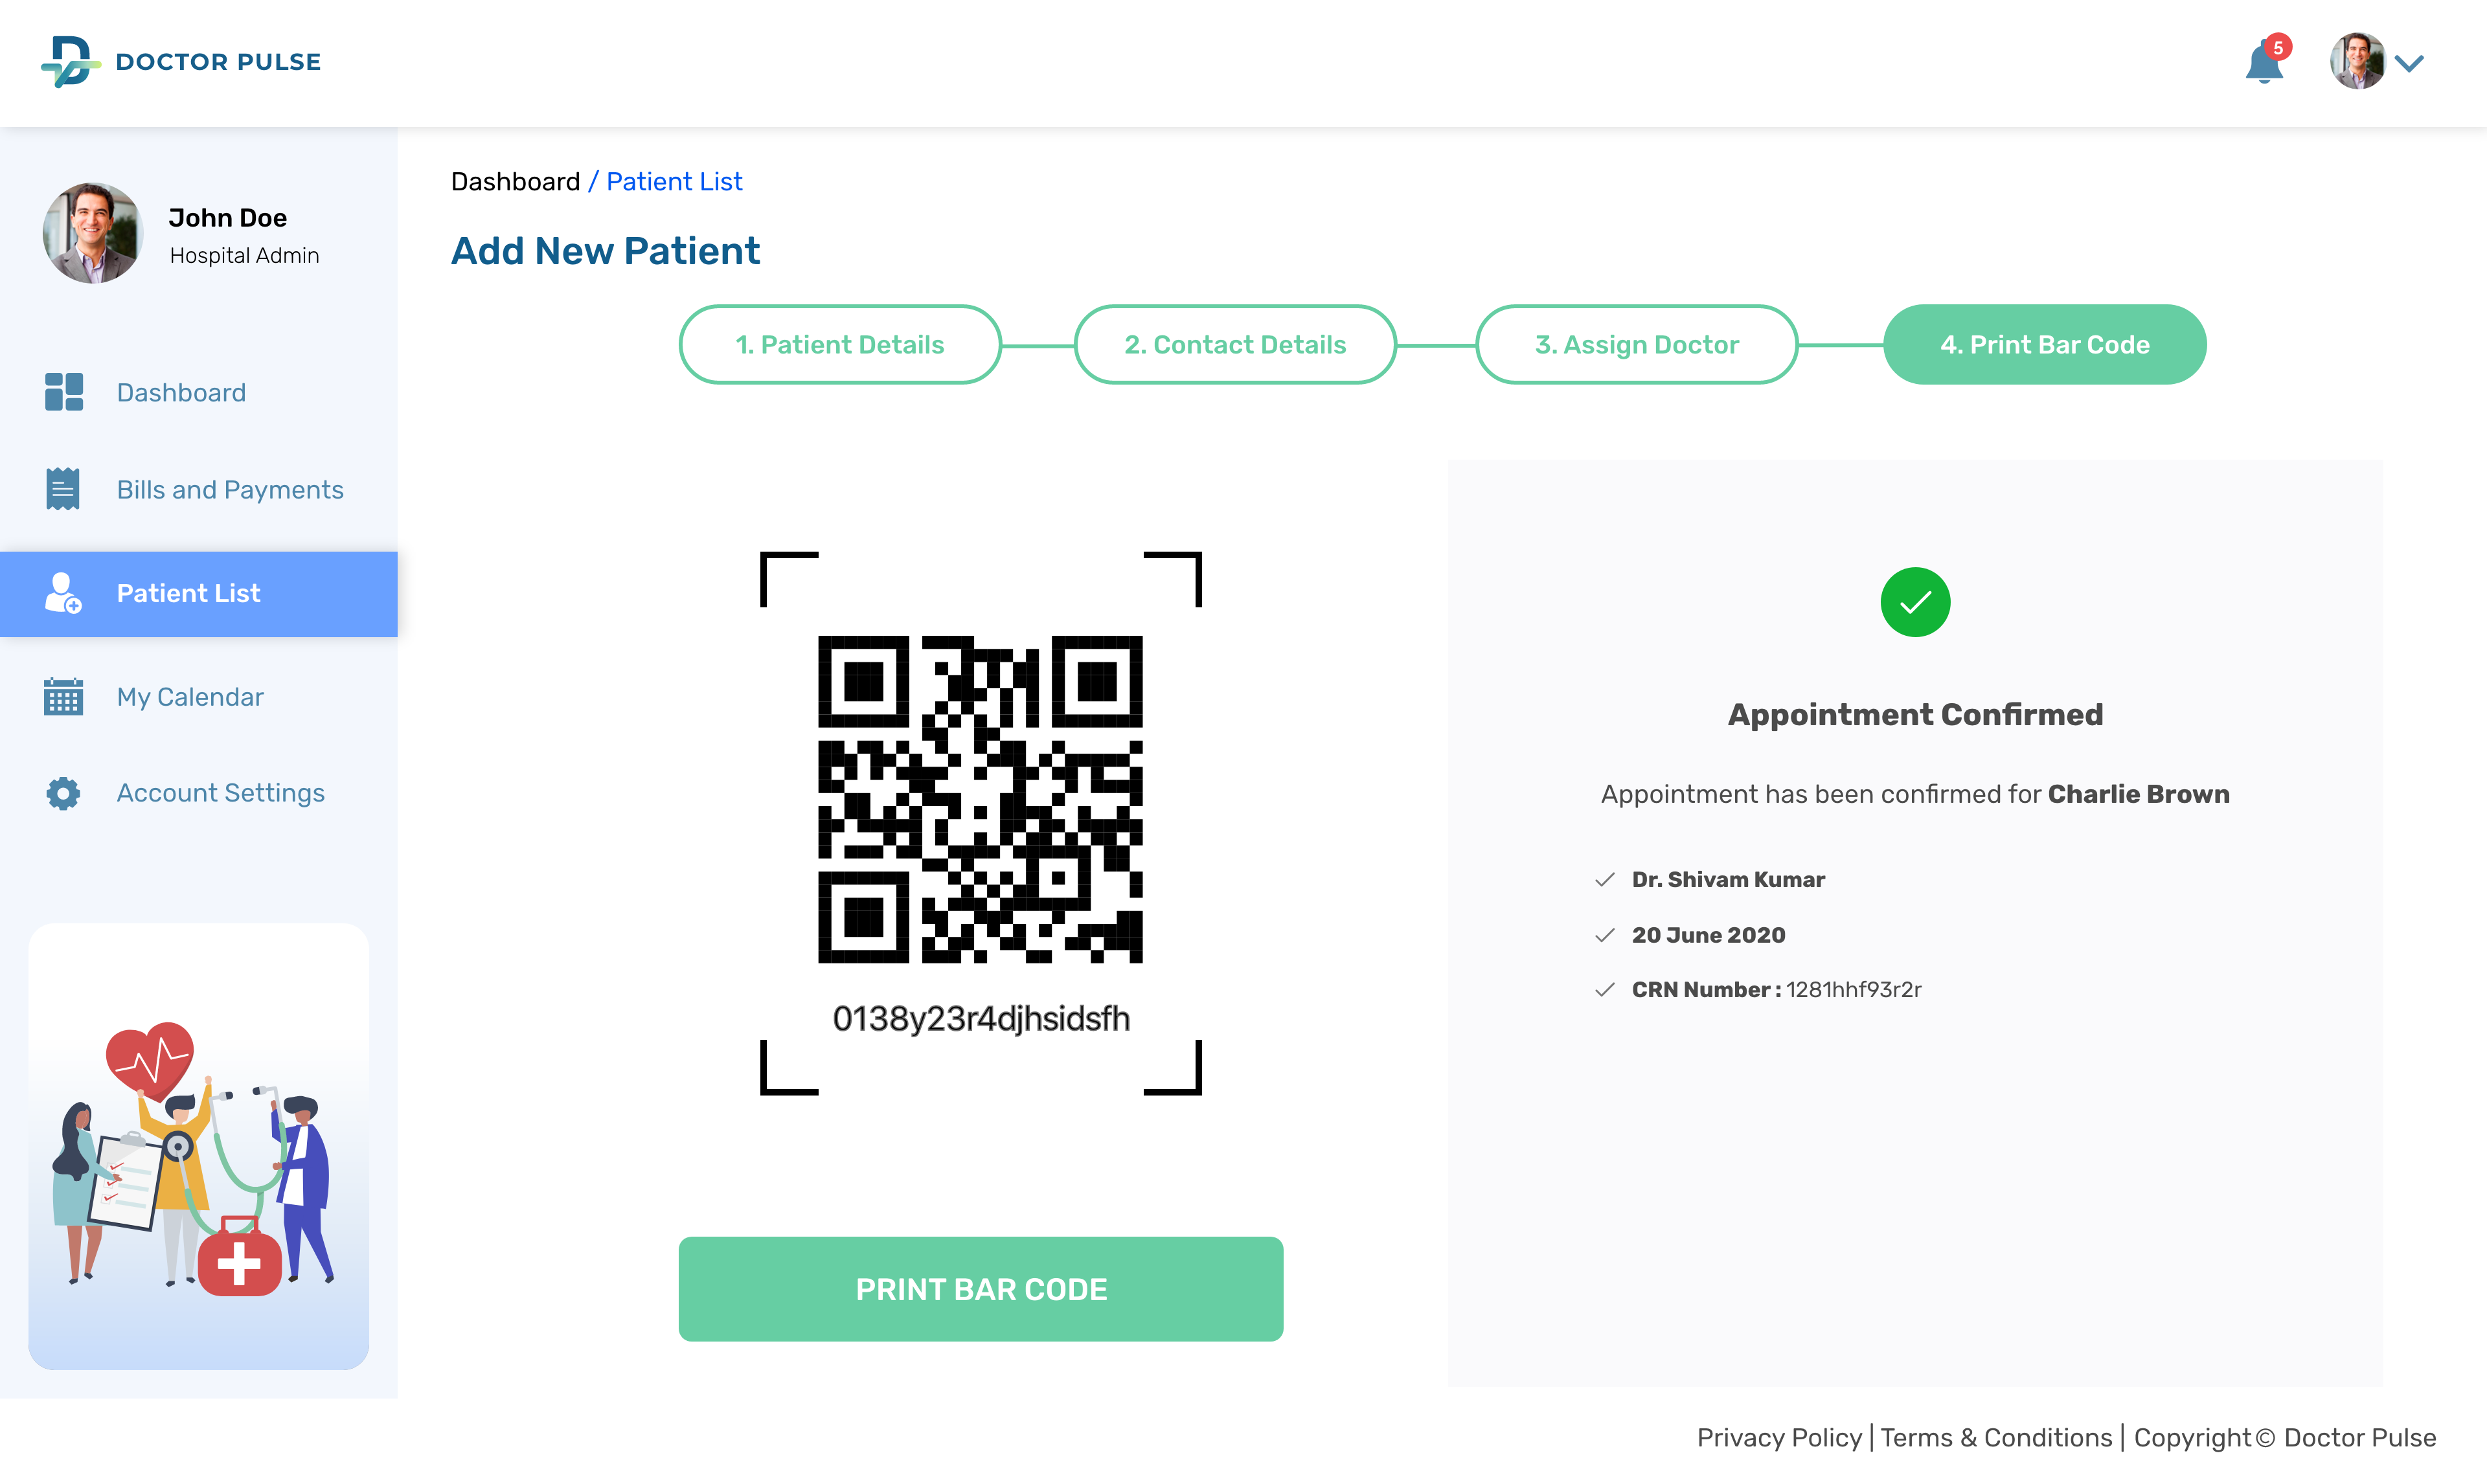 DOCTOR PULSE
5
John Doe
Hospital Admin
Dashboard
Bills and Payments
Patient List
My Calendar
Account Settings
Dashboard / Patient List
Add New Patient
1. Patient Details
2. Contact Details
3. Assign Doctor
4. Print Bar Code
0138y23r4djhsidsfh
PRINT BAR CODE
Appointment Confirmed
Appointment has been confirmed for Charlie Brown
Dr. Shivam Kumar
20 June 2020
CRN Number : 1281hhf93r2r
Privacy Policy | Terms & Conditions | Copyright© Doctor Pulse